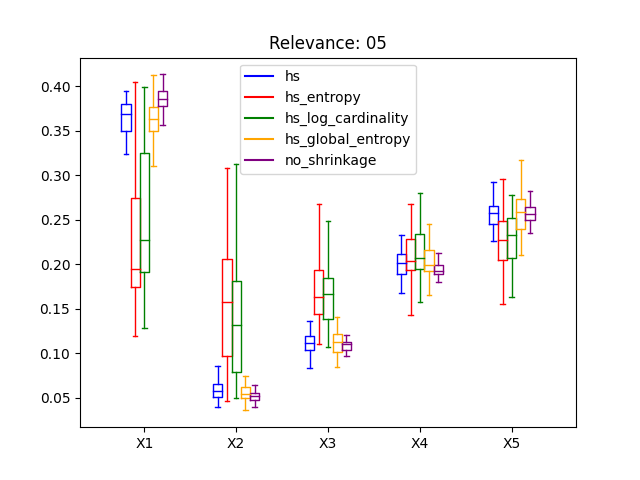 Relevance: 05
hs
hs_entropy
hs_log_cardinality
hs_global_entropy
no_shrinkage
0.40
0.35
0.30
0.25
0.20
0.15
0.10
0.05
X1 X2 X3 X4 X5